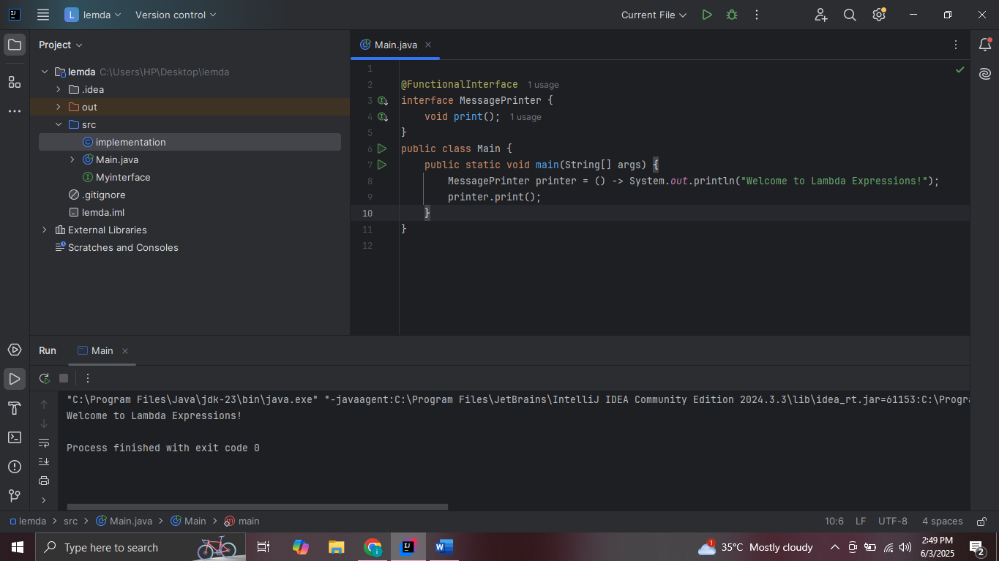 L lemda Version control Current File
Project
Main.java
lemda C:\Users\HP\Desktop\lemda
.idea
out
src
implementation
Main.java
Myinterface
.gitignore
lemda.iml
External Libraries
Scratches and Consoles
1
2 @FunctionalInterface 1 usage
3 interface MessagePrinter {
4 void print(); 1 usage
5 }
6 public class Main {
7 public static void main(String[] args) {
8 MessagePrinter printer = () -> System.out.println("Welcome to Lambda Expressions!");
9 printer.print();
10 }
11 }
12
Run Main
"C:\Program Files\Java\jdk-23\bin\java.exe" "-javaagent:C:\Program Files\JetBrains\IntelliJ IDEA Community Edition 2024.3.3\lib\idea_rt.jar=61153:C:\Progra
Welcome to Lambda Expressions!
Process finished with exit code 0
lemda > src > Main.java > Main > main 10:6 LF UTF-8 4 spaces
Type here to search 1 35°C Mostly cloudy 2:49 PM
6/3/2025 2